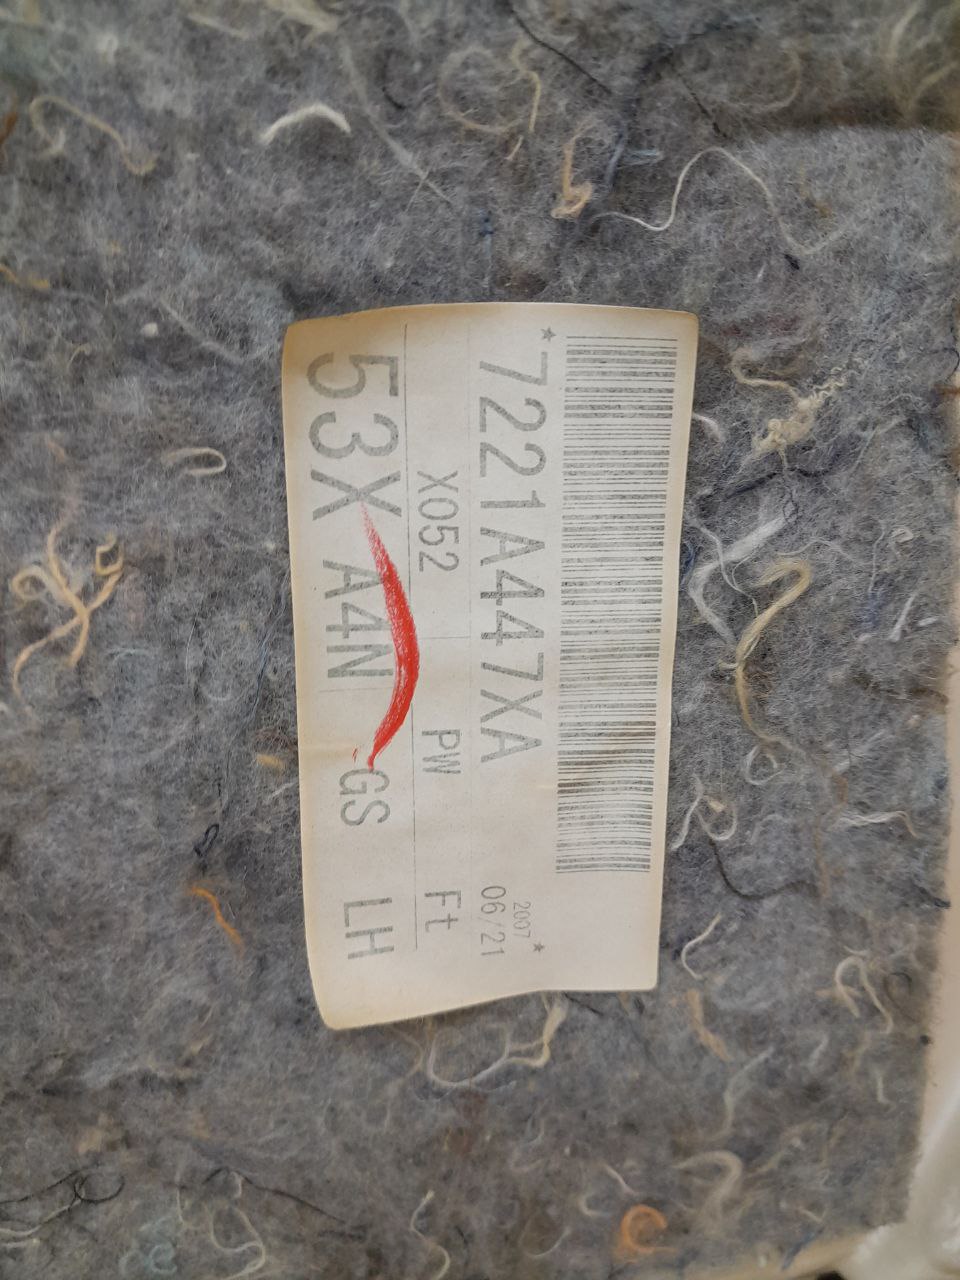 *7221A447XA*
2007
06/21
X052 PW Ft
53X A4N GS LH